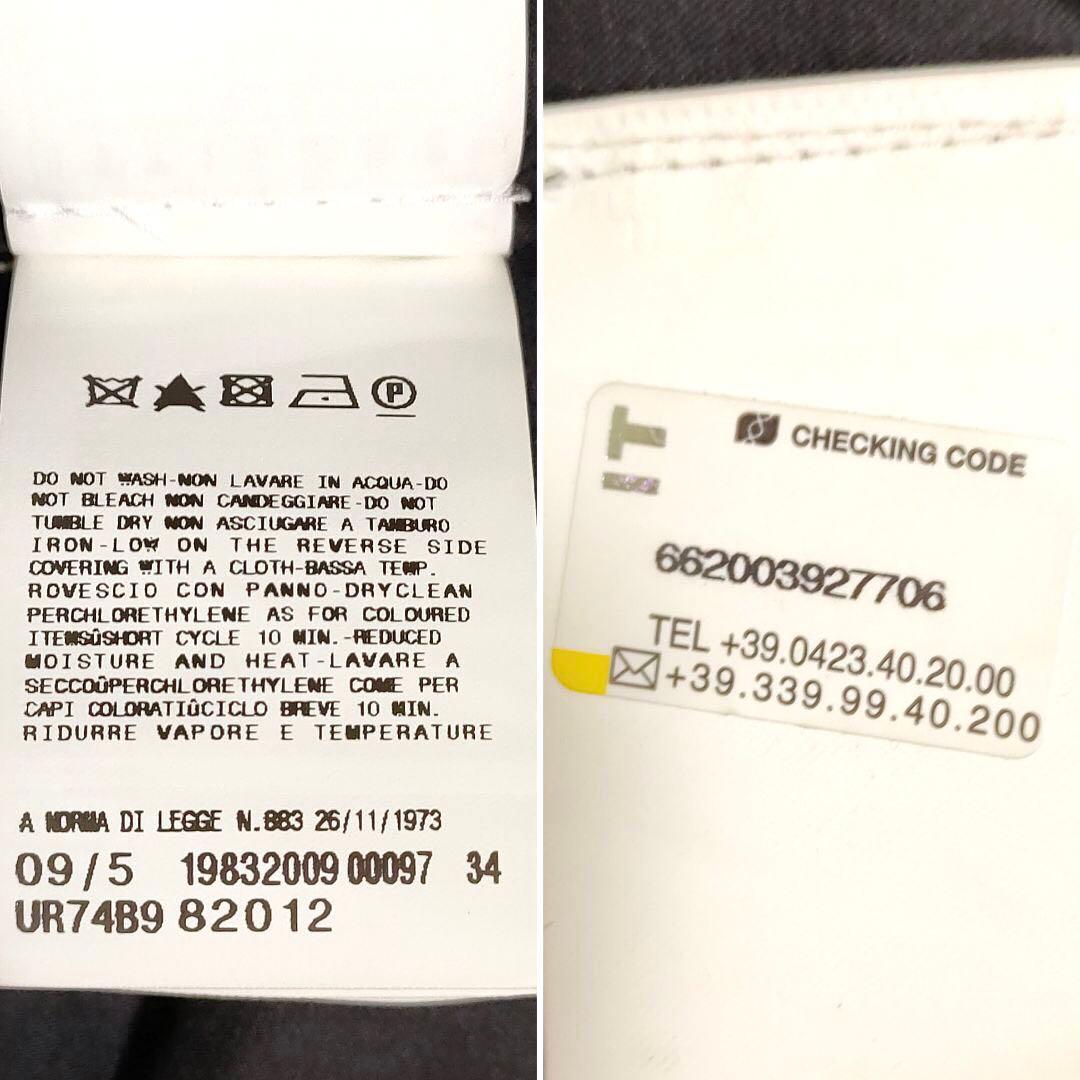 P
DO NOT WASH-NON LAVARE IN ACQUA-DO
NOT BLEACH NON CANDEGGIARE-DO NOT
TUMBLE DRY NON ASCIUGARE A TAMBURO
IRON-LOW ON THE REVERSE SIDE
COVERING WITH A CLOTH-BASSA TEMP.
ROVESCIO CON PANNO-DRYCLEAN
PERCHLORETHYLENE AS FOR COLOURED
ITEMSûSHORT CYCLE 10 MIN.-REDUCED
MOISTURE AND HEAT-LAVARE A
SECCOûPERCHLORETHYLENE COME PER
CAPI COLORATIûCICLO BREVE 10 MIN.
RIDURRE VAPORE E TEMPERATURE
A NORMA DI LEGGE N.883 26/11/1973
09/5 19832009 00097 34
UR74B9 82012
IT
CHECKING CODE
662003927706
TEL +39.0423.40.20.00
+39.339.99.40.200